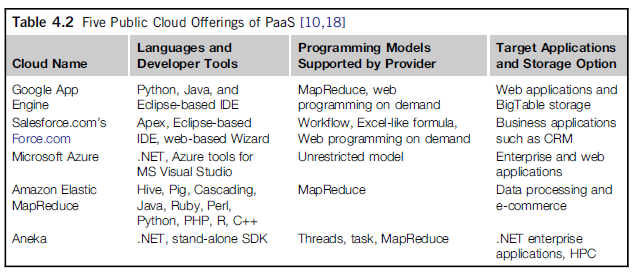 Table 4.2 Five Public Cloud Offerings of PaaS [10,18]
Languages and Programming Models Target Applications
Cloud Name Developer Tools Supported by Provider and Storage Option
Google App Python, Java, and MapReduce, web Web applications and
Engine Eclipse-based IDE programming on demand BigTable storage
Salesforce.com's Apex, Eclipse-based Workflow, Excel-like formula, Business applications
Force.com IDE, web-based Wizard Web programming on demand such as CRM
Microsoft Azure .NET, Azure tools for Unrestricted model Enterprise and web
MS Visual Studio applications
Amazon Elastic Hive, Pig, Cascading, MapReduce Data processing and
MapReduce Java, Ruby, Perl, e-commerce
Python, PHP, R, C++
Aneka .NET, stand-alone SDK Threads, task, MapReduce .NET enterprise
applications, HPC